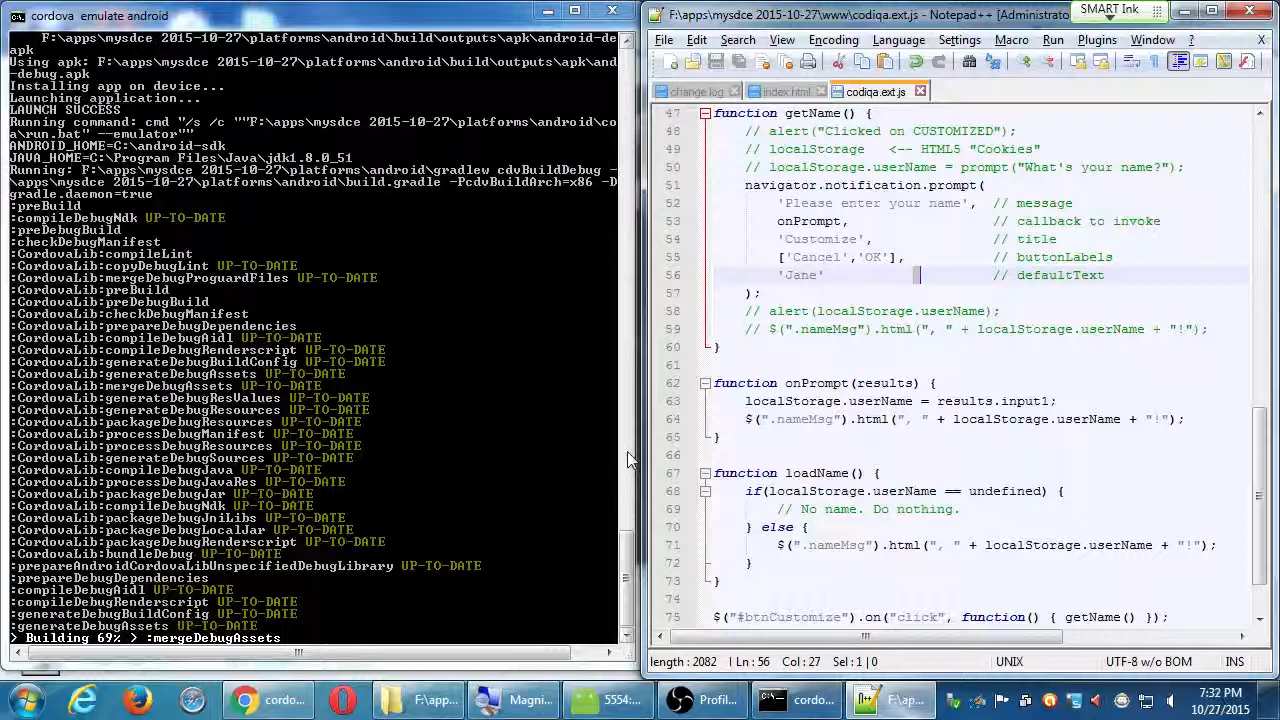 cordova  emulate android
F:\apps\mysdce 2015-10-27\platforms\android\build\outputs\apk\android-de
apk
ing apk: F:\apps\mysdce 2015-10-27\platforms\android\build\outputs\apk\and
-debug.apk
Installing app on device...
Launching application...
LAUNCH SUCCESS
Running command: cmd "/s /c ""F:\apps\mysdce 2015-10-27\platforms\android\co
a\run.bat" --emulator""
ANDROID_HOME=C:\android-sdk
JAVA_HOME=C:\Program Files\Java\jdk1.8.0_51
Running: F:\apps\mysdce 2015-10-27\platforms\android\gradlew cdvBuildDebug -
\apps\mysdce 2015-10-27\platforms\android\build.gradle -PcdvBuildArch=x86 -D
gradle.daemon=true
:preBuild
:compileDebugNdk UP-TO-DATE
:preDebugBuild
:checkDebugManifest
:CordovaLib:compileLint
:CordovaLib:copyDebugLint UP-TO-DATE
:CordovaLib:mergeDebugProguardFiles UP-TO-DATE
:CordovaLib:preBuild
:CordovaLib:preDebugBuild
:CordovaLib:checkDebugManifest
:CordovaLib:prepareDebugDependencies
:CordovaLib:compileDebugAidl UP-TO-DATE
:CordovaLib:compileDebugRenderscript UP-TO-DATE
:CordovaLib:generateDebugBuildConfig UP-TO-DATE
:CordovaLib:generateDebugAssets UP-TO-DATE
:CordovaLib:mergeDebugAssets UP-TO-DATE
:CordovaLib:generateDebugResValues UP-TO-DATE
:CordovaLib:generateDebugResources UP-TO-DATE
:CordovaLib:packageDebugResources UP-TO-DATE
:CordovaLib:processDebugManifest UP-TO-DATE
:CordovaLib:processDebugResources UP-TO-DATE
:CordovaLib:generateDebugSources UP-TO-DATE
:CordovaLib:compileDebugJava UP-TO-DATE
:CordovaLib:processDebugJavaRes UP-TO-DATE
:CordovaLib:packageDebugJar UP-TO-DATE
:CordovaLib:compileDebugNdk UP-TO-DATE
:CordovaLib:packageDebugJniLibs UP-TO-DATE
:CordovaLib:packageDebugLocalJar UP-TO-DATE
:CordovaLib:packageDebugRenderscript UP-TO-DATE
:CordovaLib:bundleDebug UP-TO-DATE
:prepareAndroidCordovaLibUnspecifiedDebugLibrary UP-TO-DATE
:prepareDebugDependencies
:compileDebugAidl UP-TO-DATE
:compileDebugRenderscript UP-TO-DATE
:generateDebugBuildConfig UP-TO-DATE
:generateDebugAssets UP-TO-DATE
> Building 69% > :mergeDebugAssets
F:\apps\mysdce 2015-10-27\www\codiqa.ext.js - Notepad++ [Administrato
SMART Ink
File Edit Search View Encoding Language Settings Macro Run Plugins Window ? X
change log index.html codiqa.ext.js
47 function getName() {
48 // alert("Clicked on CUSTOMIZED");
49 // localStorage   <-- HTML5 "Cookies"
50 // localStorage.userName = prompt("What's your name?");
51 navigator.notification.prompt(
52 'Please enter your name',  // message
53 onPrompt,                  // callback to invoke
54 'Customize',               // title
55 ['Cancel','OK'],           // buttonLabels
56 'Jane'                     // defaultText
57 );
58 // alert(localStorage.userName);
59 // $(".nameMsg").html(", " + localStorage.userName + "!");
60 }
61
62 function onPrompt(results) {
63 localStorage.userName = results.input1;
64 $(".nameMsg").html(", " + localStorage.userName + "!");
65 }
66
67 function loadName() {
68 if(localStorage.userName == undefined) {
69 // No name. Do nothing.
70 } else {
71 $(".nameMsg").html(", " + localStorage.userName + "!");
72 }
73 }
74
75 $("#btnCustomize").on("click", function() { getName() });
length : 2082 Ln : 56 Col : 27 Sel : 1 | 0 UNIX UTF-8 w/o BOM INS
cordo... F:\ap... Magni... 5554:... Profil... cordo... F:\ap...
7:32 PM
10/27/2015